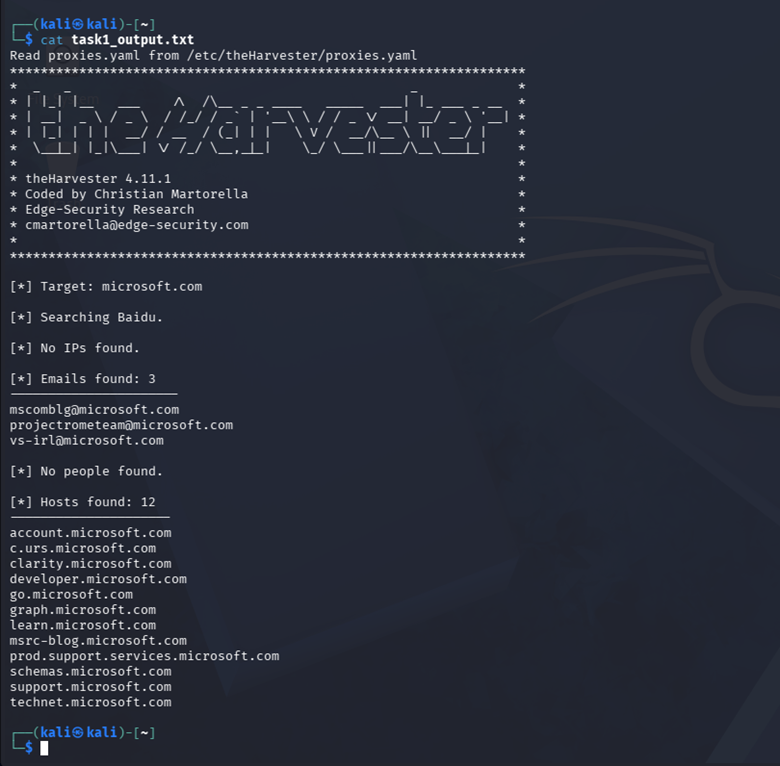 (kali㉿kali)-[~]
$ cat task1_output.txt
Read proxies.yaml from /etc/theHarvester/proxies.yaml
*******************************************************************
* theHarvester *
* theHarvester 4.11.1 *
* Coded by Christian Martorella *
* Edge-Security Research *
* cmartorella@edge-security.com *
* *
*******************************************************************
[*] Target: microsoft.com
[*] Searching Baidu.
[*] No IPs found.
[*] Emails found: 3
----------------------
mscomblg@microsoft.com
projectrometeam@microsoft.com
vs-irl@microsoft.com
[*] No people found.
[*] Hosts found: 12
---------------------
account.microsoft.com
c.urs.microsoft.com
clarity.microsoft.com
developer.microsoft.com
go.microsoft.com
graph.microsoft.com
learn.microsoft.com
msrc-blog.microsoft.com
prod.support.services.microsoft.com
schemas.microsoft.com
support.microsoft.com
technet.microsoft.com
(kali㉿kali)-[~]
$